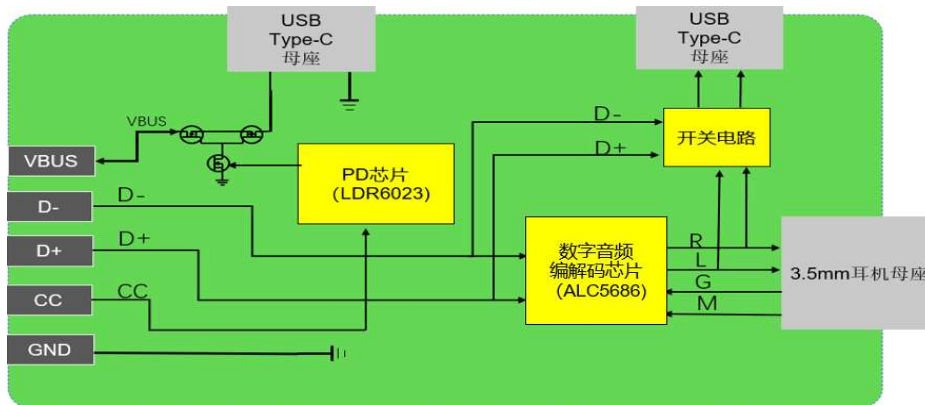 USB
Type-C
母座
USB
Type-C
母座
VBUS
VBUS
D-
D+
开关电路
PD芯片
(LDR6023)
D-
D-
D+
D+
CC
CC
GND
数字音频
编解码芯片
(ALC5686)
R
L
G
M
3.5mm耳机母座